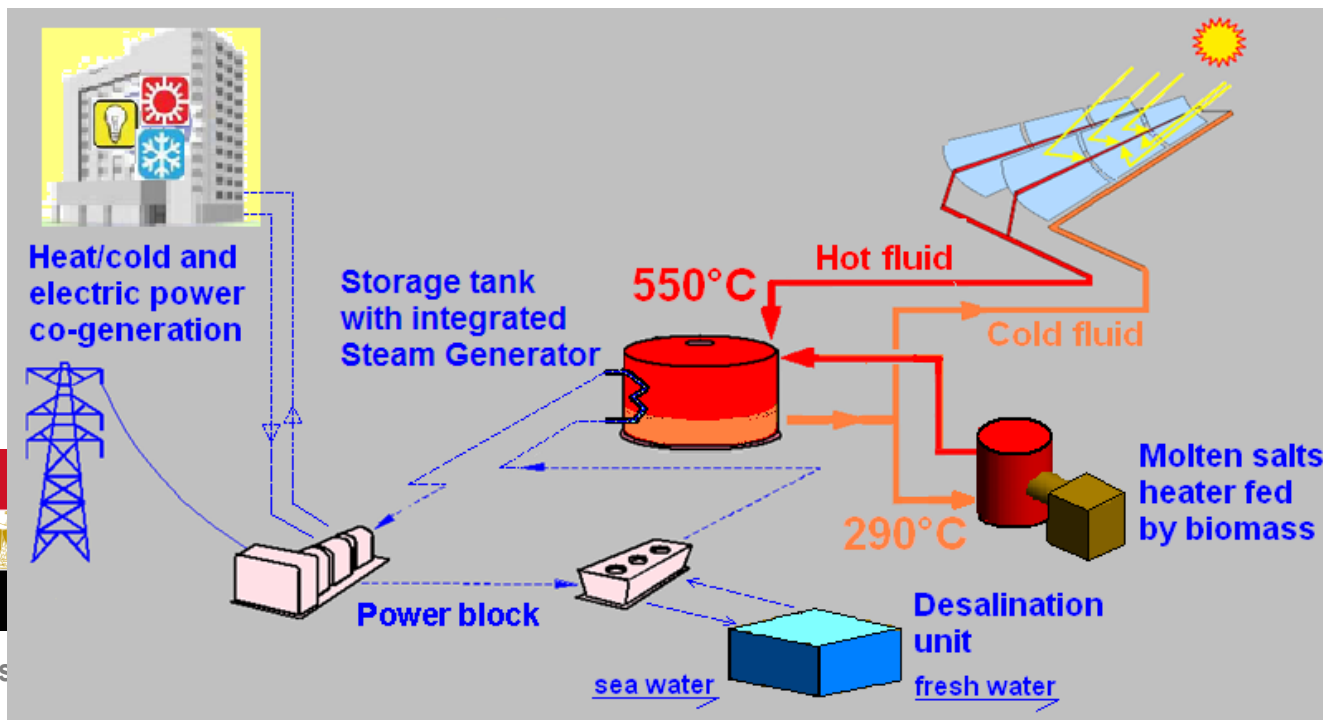 Heat/cold and
electric power
co-generation
Storage tank
with integrated
Steam Generator
550°C
Hot fluid
Cold fluid
290°C
Molten salts
heater fed
by biomass
Power block
Desalination
unit
sea water
fresh water